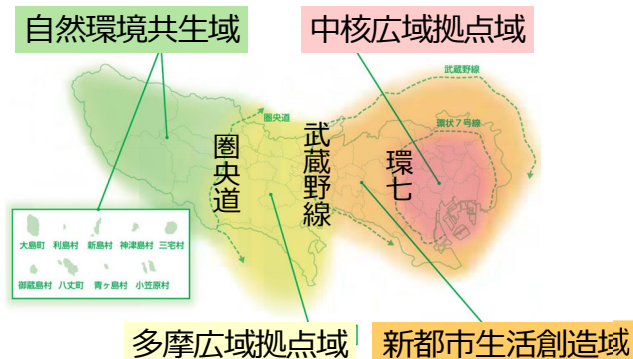 自然環境共生域
中核広域拠点域
武蔵野線
圏央道
環状7号線
圏央道
武蔵野線
環七
大島町 利島村 新島村 神津島村 三宅村
御蔵島村 八丈町 青ヶ島村 小笠原村
多摩広域拠点域
新都市生活創造域